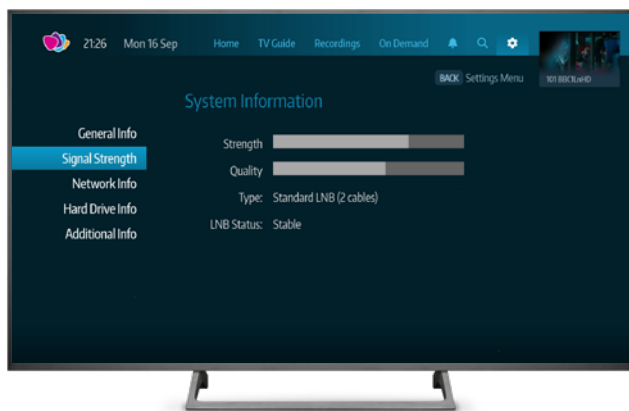 21:26 Mon 16 Sep Home TV Guide Recordings On Demand
BACK Settings Menu
101 BBC1LnHD
System Information
General Info
Signal Strength
Network Info
Hard Drive Info
Additional Info
Strength
Quality
Type: Standard LNB (2 cables)
LNB Status: Stable